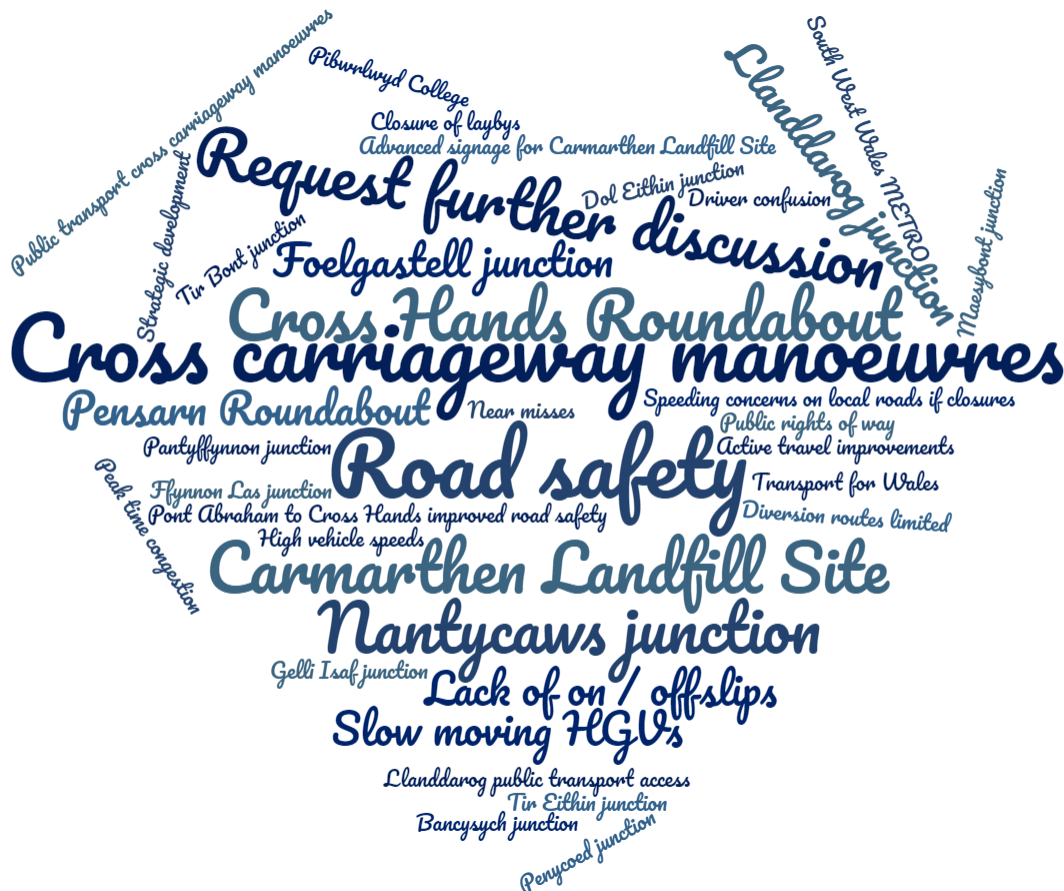 Public transport cross carriageway manoeuvres
Pibwrlwyd College
South West Wales METRO
Llanddarog junction
Closure of laybys
Advanced signage for Carmarthen Landfill Site
Request further discussion
Dol Eithin junction
Driver confusion
Strategic development
Tir Bont junction
Maesybont junction
Foelgastell junction
Cross Hands Roundabout
Cross carriageway manoeuvres
Pensarn Roundabout
Near misses
Speeding concerns on local roads if closures
Public rights of way
Pantyffynnon junction
Road safety
Active travel improvements
Peak time congestion
Ffynnon Las junction
Transport for Wales
Pont Abraham to Cross Hands improved road safety
Diversion routes limited
High vehicle speeds
Carmarthen Landfill Site
Nantycaws junction
Gelli Isaf junction
Lack of on / offslips
Slow moving HGVs
Llanddarog public transport access
Tir Eithin junction
Bancysych junction
Penycoed junction